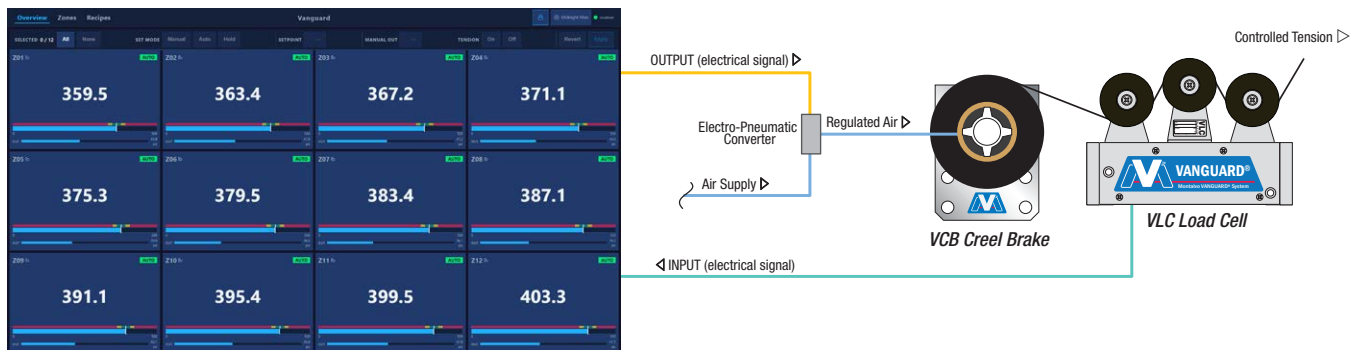 Overview Zones Recipes
Vanguard
SELECTED 0 / 12 All None SET MODE Manual Auto Hold SETPOINT MANUAL OUT TENSION On Off Revert Apply
Z01 AUTO Z02 AUTO Z03 AUTO Z04 AUTO
359.5 363.4 367.2 371.1
Z05 AUTO Z06 AUTO Z07 AUTO Z08 AUTO
375.3 379.5 383.4 387.1
Z09 AUTO Z10 AUTO Z11 AUTO Z12 AUTO
391.1 395.4 399.5 403.3
OUTPUT (electrical signal) ▷
Electro-Pneumatic
Converter
Regulated Air ▷
Air Supply ▷
◁ INPUT (electrical signal)
VCB Creel Brake
Controlled Tension ▷
VLC
VANGUARD®
Montalvo VANGUARD® System
VLC Load Cell